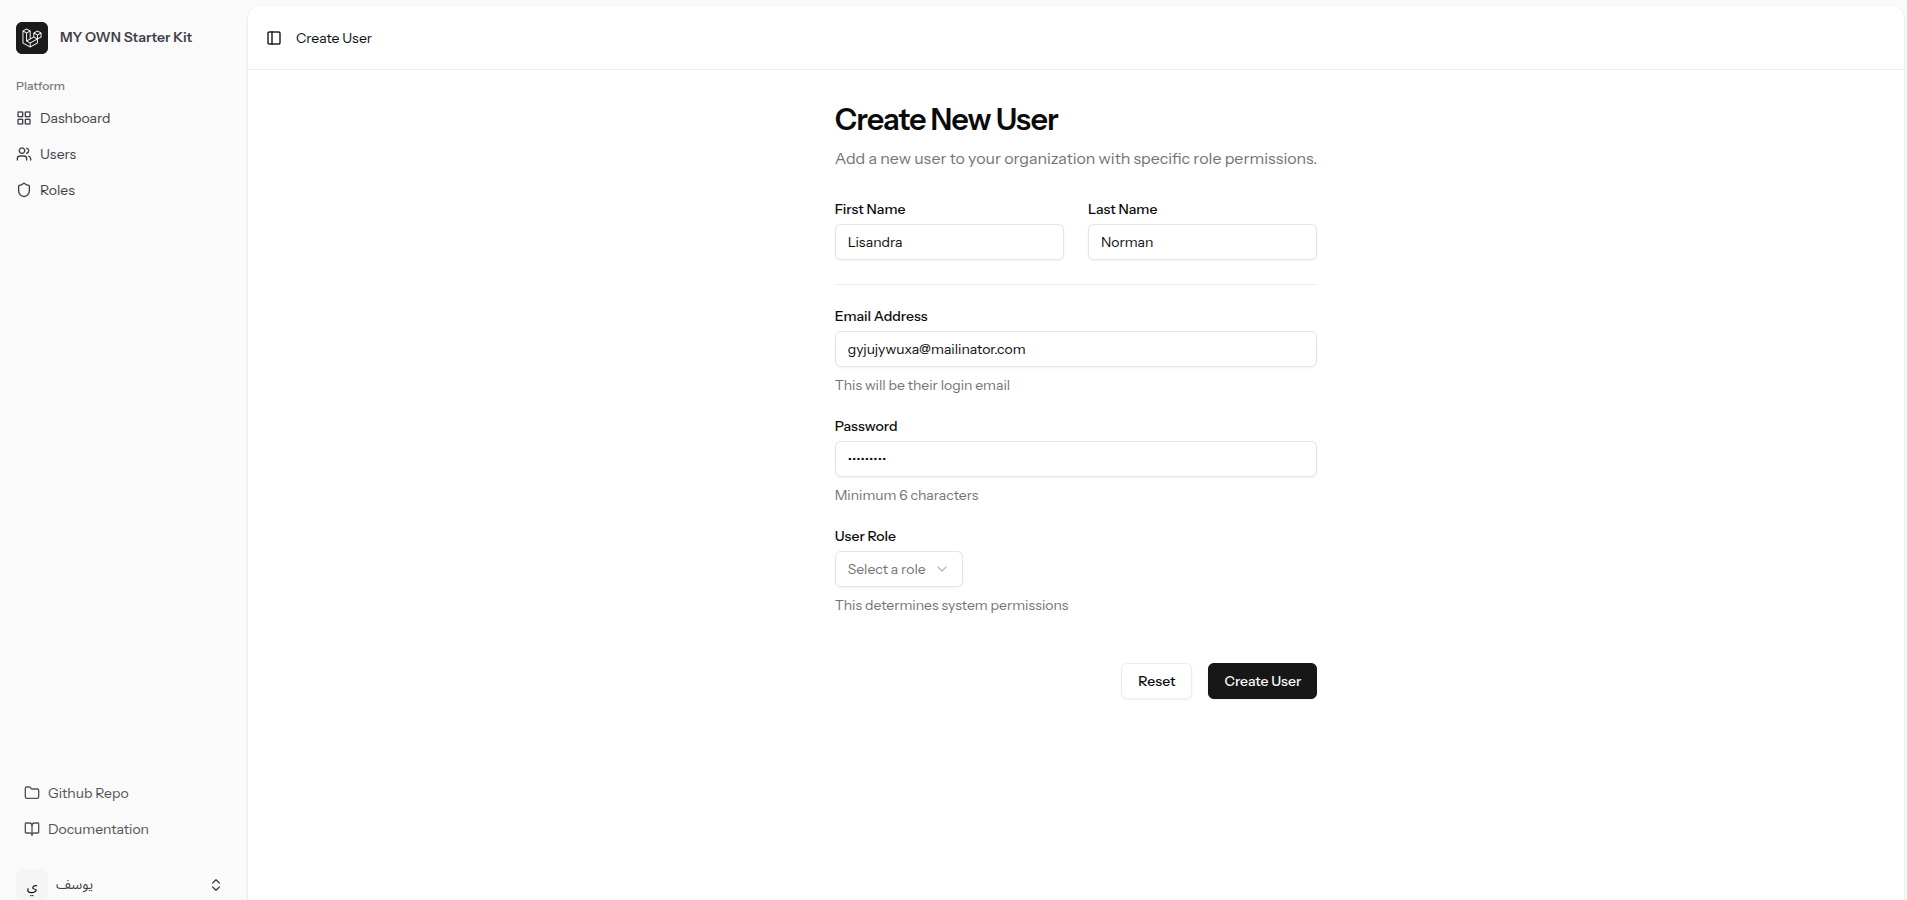 MY OWN Starter Kit
Platform
Dashboard
Users
Roles
Github Repo
Documentation
ي يوسف
Create User
Create New User
Add a new user to your organization with specific role permissions.
First Name Last Name
Lisandra Norman
Email Address
gyjujywuxa@mailinator.com
This will be their login email
Password
•••••••••
Minimum 6 characters
User Role
Select a role
This determines system permissions
Reset Create User